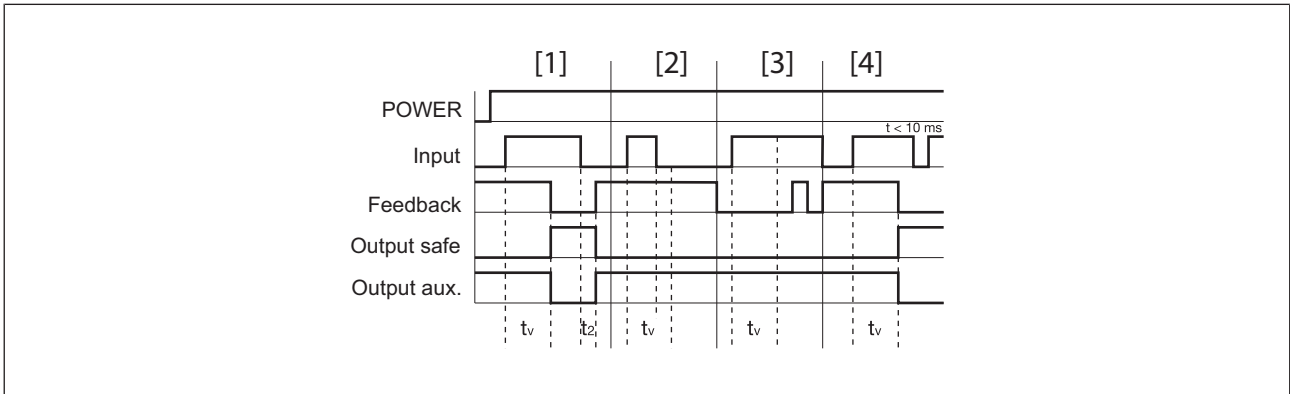 [1] [2] [3] [4]
POWER
t < 10 ms
Input
Feedback
Output safe
Output aux.
tv t2 tv tv tv